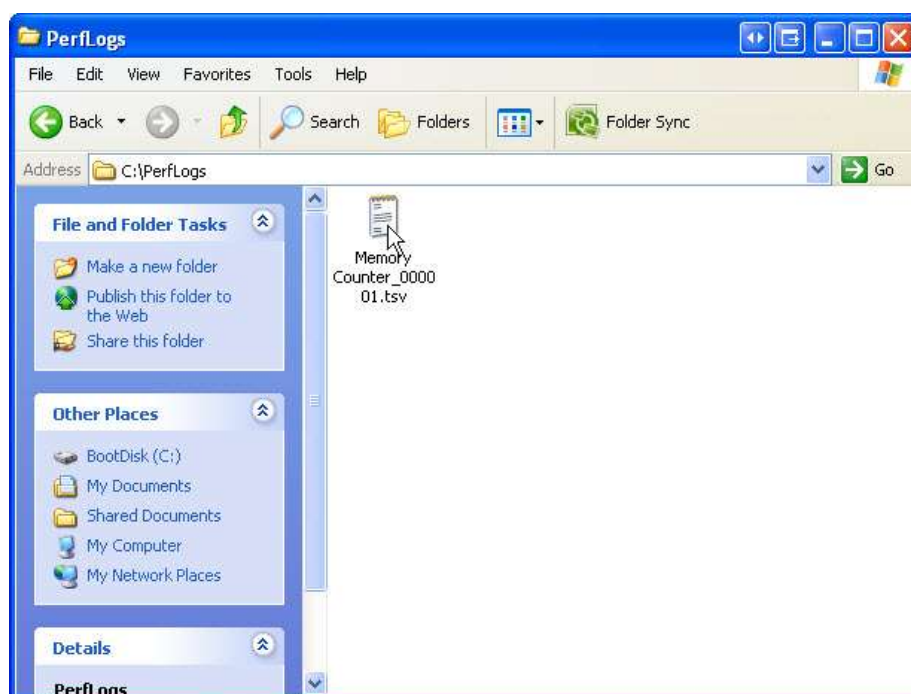 PerfLogs
File Edit View Favorites Tools Help
Back Search Folders Folder Sync
Address C:\PerfLogs Go
File and Folder Tasks
Make a new folder
Publish this folder to
the Web
Share this folder
Other Places
BootDisk (C:)
My Documents
Shared Documents
My Computer
My Network Places
Details
PerfLogs
Memory
Counter_0000
01.tsv